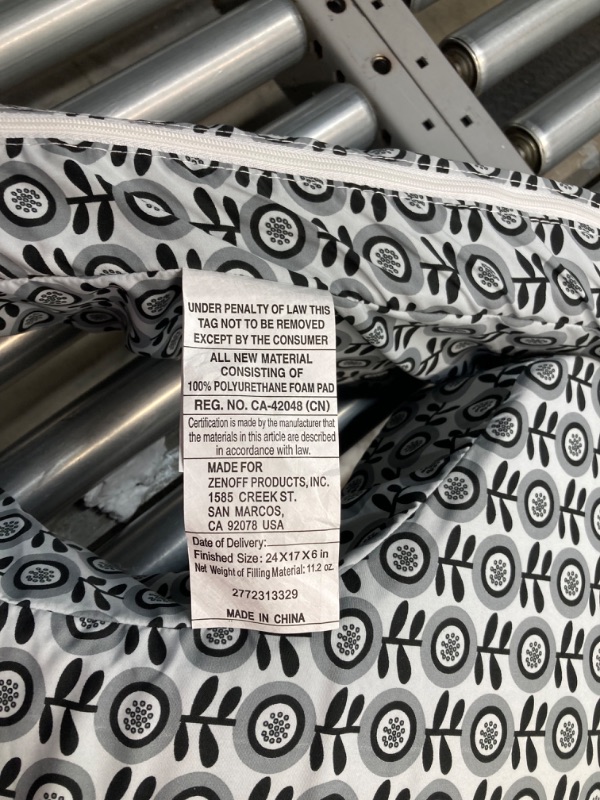 UNDER PENALTY OF LAW THIS
TAG NOT TO BE REMOVED
EXCEPT BY THE CONSUMER
ALL NEW MATERIAL
CONSISTING OF
100% POLYURETHANE FOAM PAD
REG. NO. CA-42048 (CN)
Certification is made by the manufacturer that
the materials in this article are described
in accordance with law.
MADE FOR
ZENOFF PRODUCTS, INC.
1585 CREEK ST.
SAN MARCOS,
CA 92078 USA
Date of Delivery:
Finished Size: 24X17X6 in
Net Weight of Filling Material: 11.2 oz.
2772313329
MADE IN CHINA